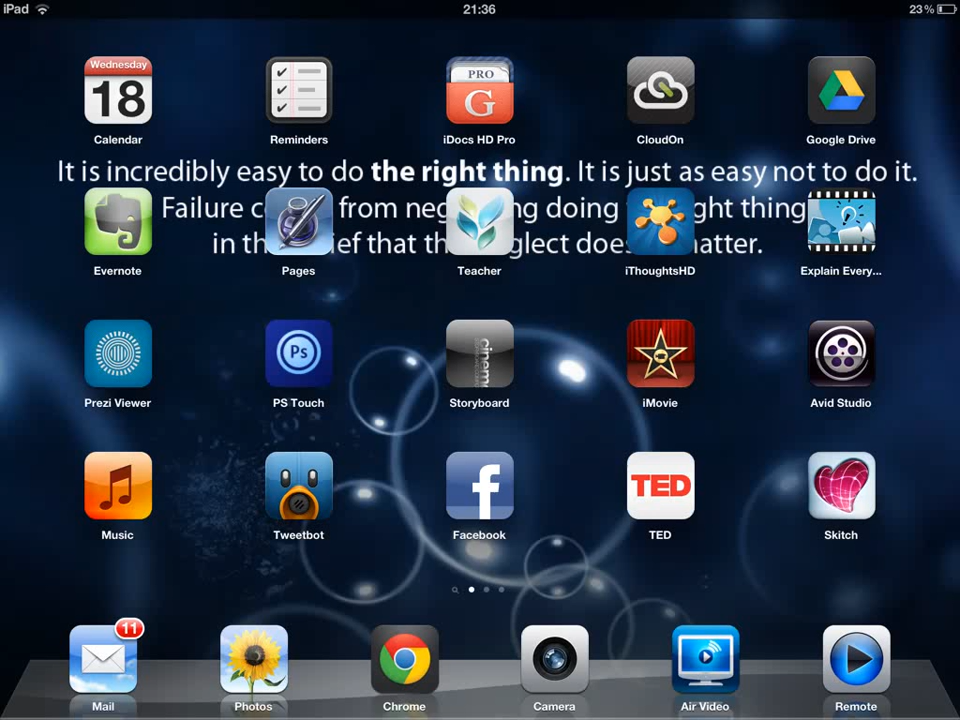 iPad 21:36 23%
Wednesday
18
PRO
G
Calendar Reminders iDocs HD Pro CloudOn Google Drive
It is incredibly easy to do the right thing. It is just as easy not to do it.
Failure from doing thing
in that the does matter.
Evernote Pages Teacher iThoughtsHD Explain Every...
Ps
Prezi Viewer PS Touch Storyboard iMovie Avid Studio
TED
Music Tweetbot Facebook TED Skitch
11
Mail Photos Chrome Camera Air Video Remote